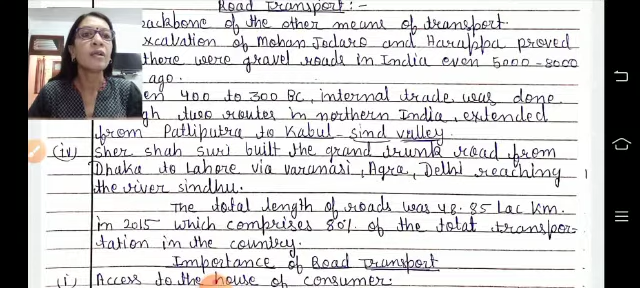 Road Transport:-
backbone of the other means of transport
xcalvation of Mohan Jodaro and Harappa proved
there were gravel roads in India even 5000-8000
ago.
en 400 to 300 BC, internal trade was done
gh two routes in northern India, extended
from Patliputra to Kabul-sind valley.
(iv) Sher shah suri built the grand trunk road from
Dhaka to Lahore via varanasi, Agra, Delhi reaching
the river sindhu.
The total length of roads was 48.85 Lac Km.
in 2015 which comprises 80% of the total transpor-
tation in the country.
Importance of Road Transport
(i) Access to the house of consumer.